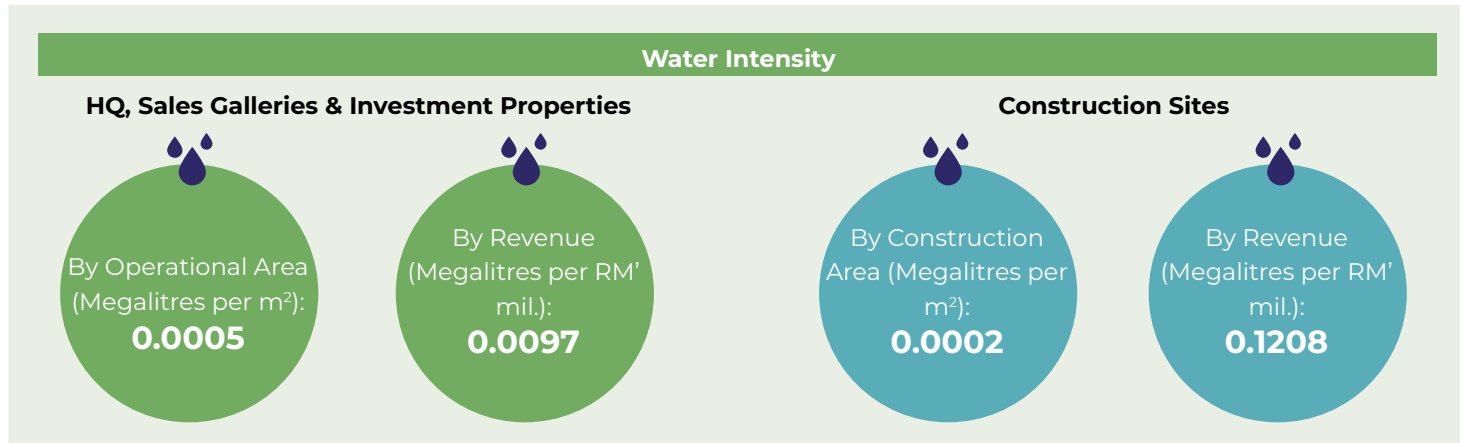 Water Intensity
HQ, Sales Galleries & Investment Properties
By Operational Area
(Megalitres per m²):
0.0005
By Revenue
(Megalitres per RM’
mil.):
0.0097
Construction Sites
By Construction
Area (Megalitres per
m²):
0.0002
By Revenue
(Megalitres per RM’
mil.):
0.1208